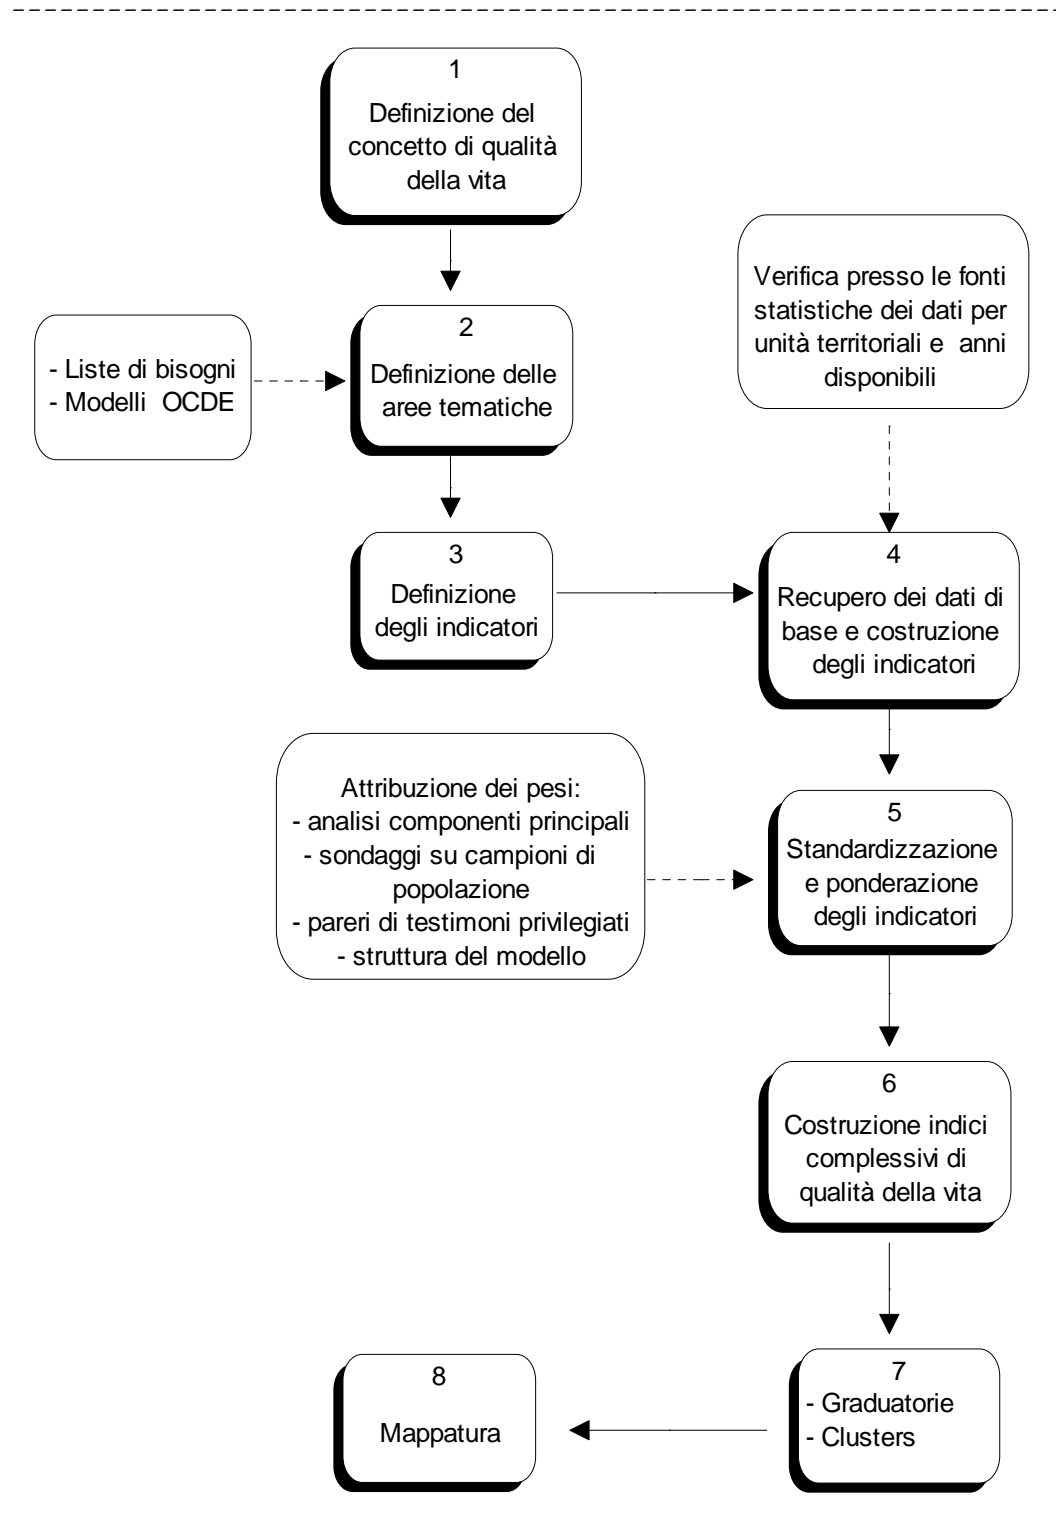 1
Definizione del
concetto di qualità
della vita
Verifica presso le fonti
statistiche dei dati per
unità territoriali e anni
disponibili
- Liste di bisogni
- Modelli OCDE
2
Definizione delle
aree tematiche
3
Definizione
degli indicatori
4
Recupero dei dati di
base e costruzione
degli indicatori
Attribuzione dei pesi:
- analisi componenti principali
- sondaggi su campioni di
popolazione
- pareri di testimoni privilegiati
- struttura del modello
5
Standardizzazione
e ponderazione
degli indicatori
6
Costruzione indici
complessivi di
qualità della vita
7
- Graduatorie
- Clusters
8
Mappatura